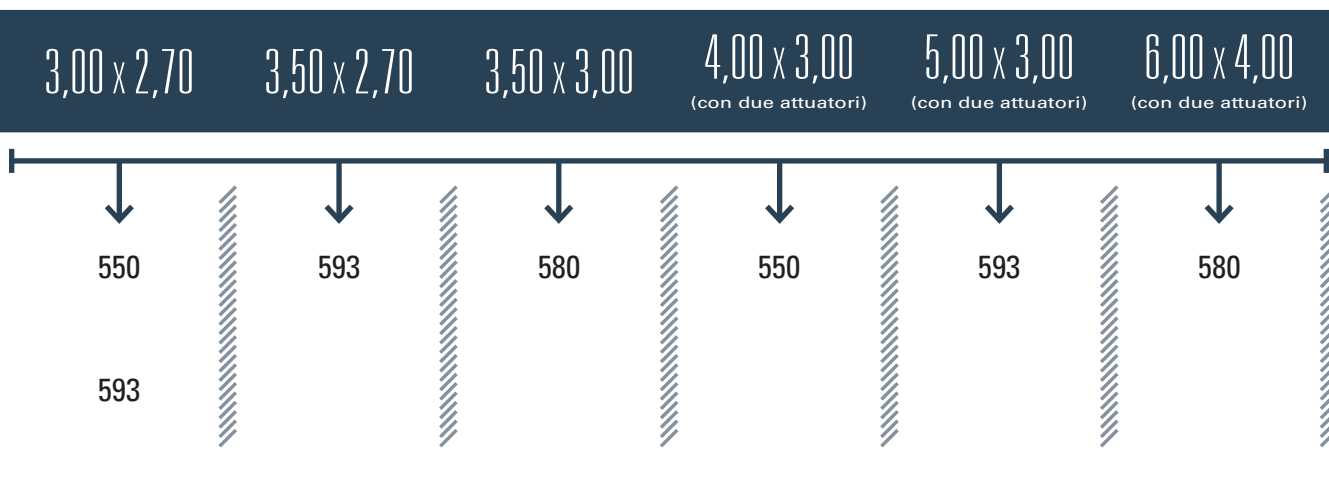 3,00 x 2,70
3,50 x 2,70
3,50 x 3,00
4,00 x 3,00
(con due attuatori)
5,00 x 3,00
(con due attuatori)
6,00 x 4,00
(con due attuatori)
550
593
580
550
593
580
593